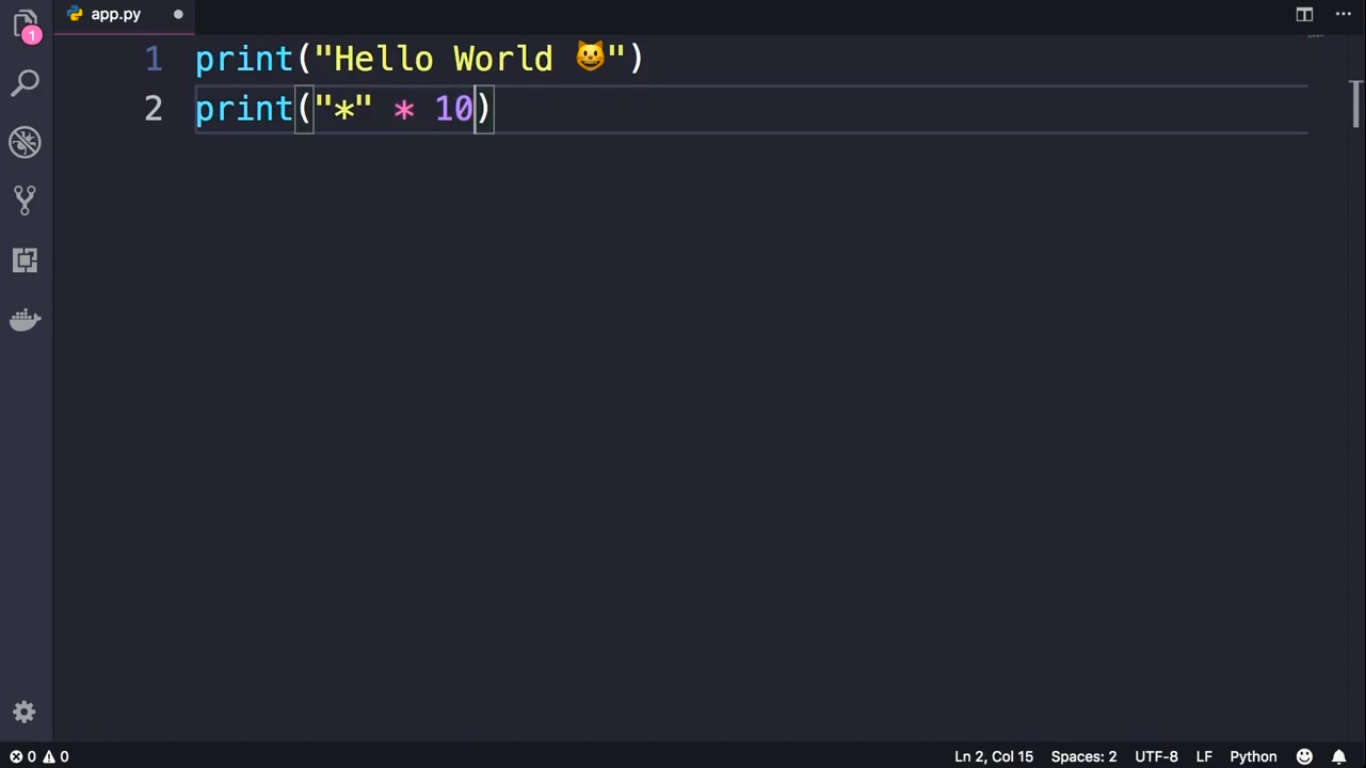 app.py
1
1 print("Hello World 😺")
2 print("*" * 10)
0 0 Ln 2, Col 15 Spaces: 2 UTF-8 LF Python